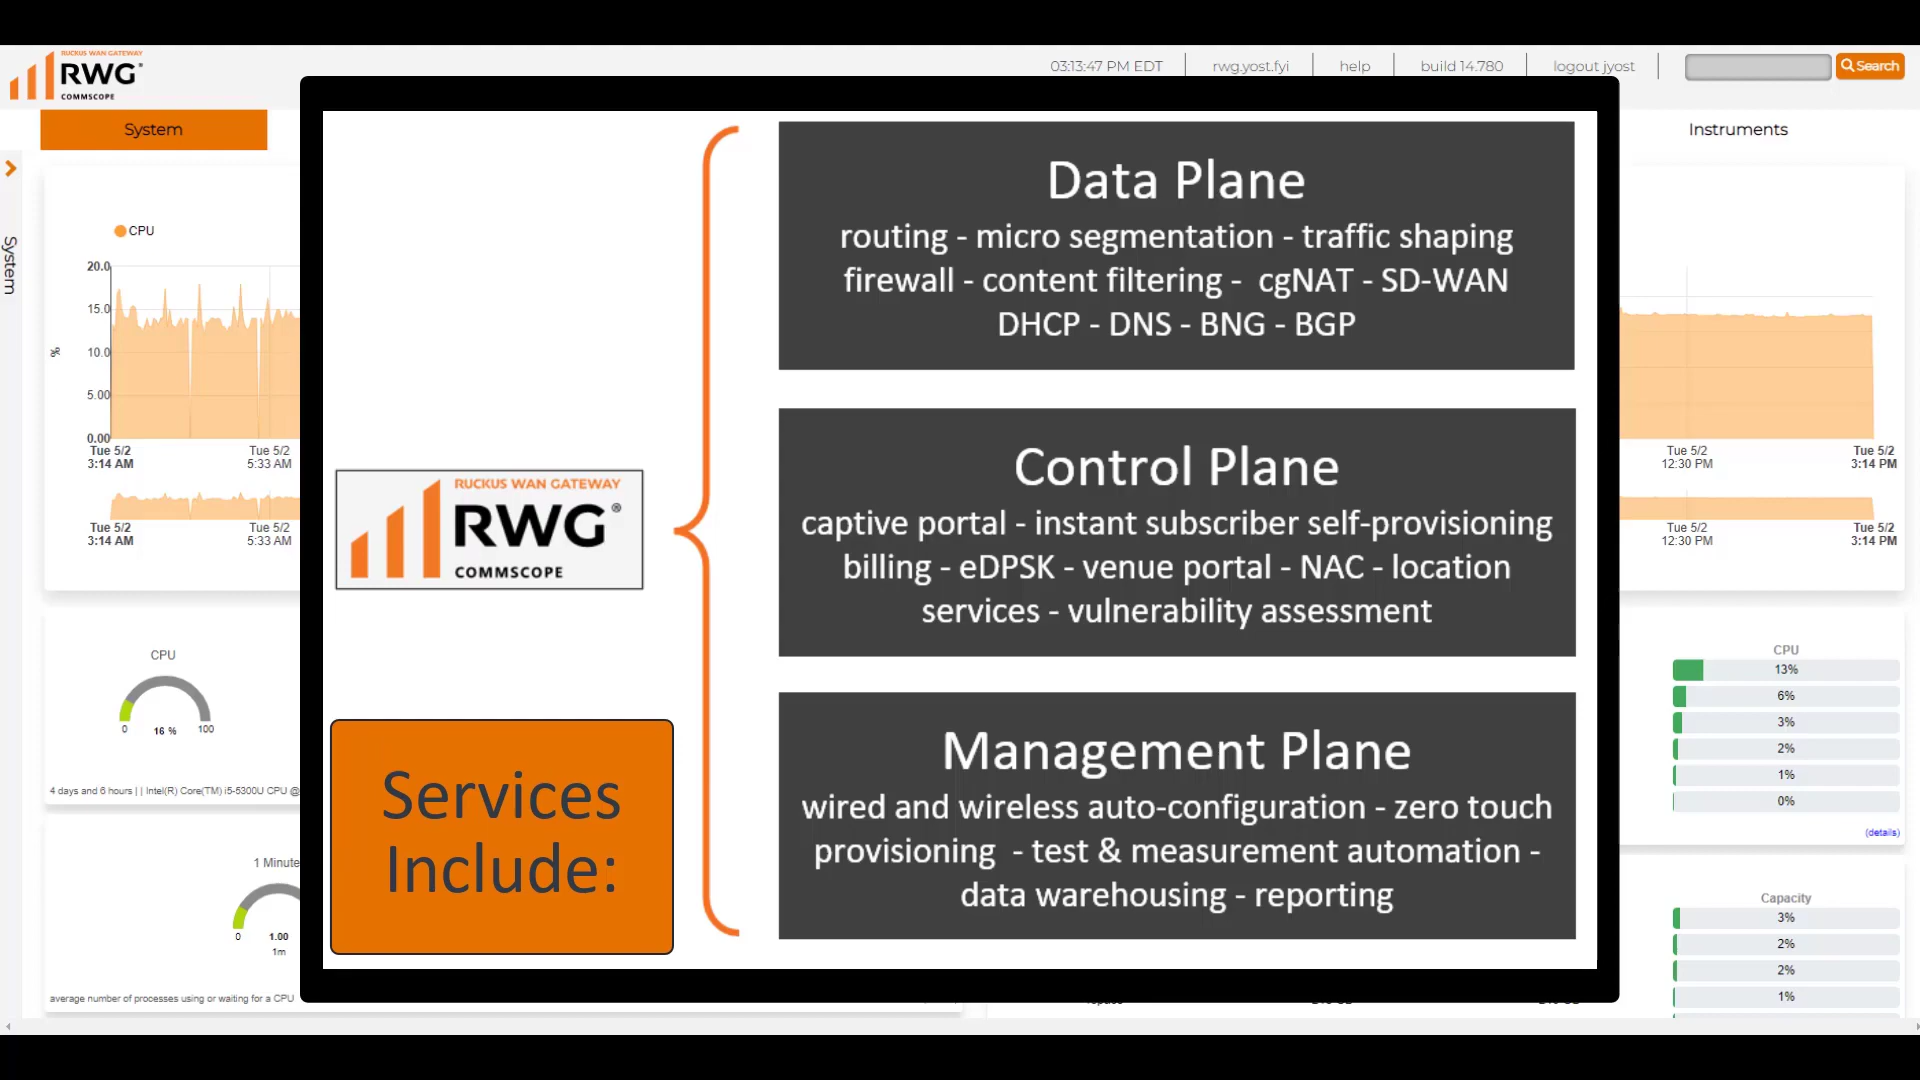 RUCKUS WAN GATEWAY
RWG®
COMMSCOPE
03:13:47 PM EDT
rwg.yost.fyi
help
build 14.780
logout jyost
Search
System
Instruments
System
CPU
20.0
15.0
10.0
5.00
0.00
%
Tue 5/2
3:14 AM
Tue 5/2
5:33 AM
Tue 5/2
3:14 AM
Tue 5/2
5:33 AM
CPU
0
16 %
100
4 days and 6 hours | | Intel(R) Core(TM) i5-5300U CPU @
1 Minute
0
1.00
1m
average number of processes using or waiting for a CPU
RUCKUS WAN GATEWAY
RWG®
COMMSCOPE
Services
Include:
Data Plane
routing - micro segmentation - traffic shaping
firewall - content filtering - cgNAT - SD-WAN
DHCP - DNS - BNG - BGP
Control Plane
captive portal - instant subscriber self-provisioning
billing - eDPSK - venue portal - NAC - location
services - vulnerability assessment
Management Plane
wired and wireless auto-configuration - zero touch
provisioning - test & measurement automation -
data warehousing - reporting
Tue 5/2
12:30 PM
Tue 5/2
3:14 PM
Tue 5/2
12:30 PM
Tue 5/2
3:14 PM
CPU
13%
6%
3%
2%
1%
0%
(details)
Capacity
3%
2%
2%
1%